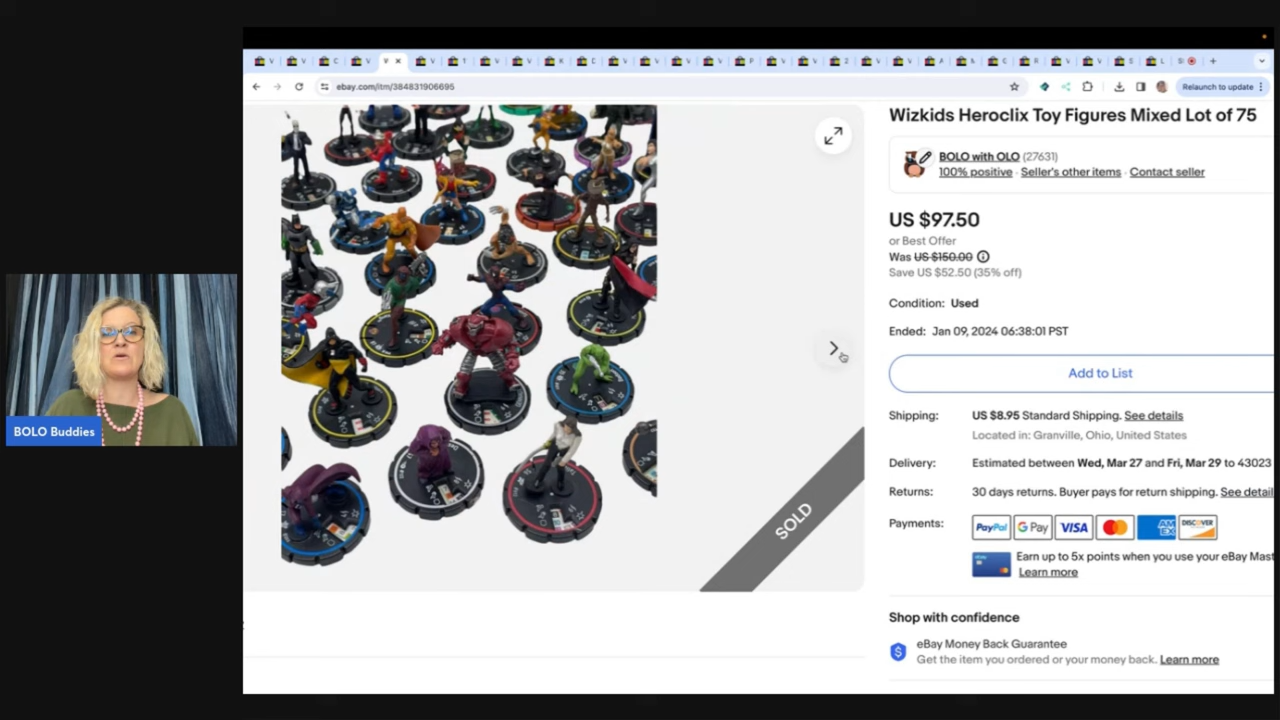 ebay.com/itm/384831906695
Relaunch to update
Wizkids Heroclix Toy Figures Mixed Lot of 75
BOLO with OLO (27631)
100% positive · Seller's other items · Contact seller
US $97.50
or Best Offer
Was US $150.00
Save US $52.50 (35% off)
Condition: Used
Ended: Jan 09, 2024 06:38:01 PST
Add to List
Shipping: US $8.95 Standard Shipping. See details
Located in: Granville, Ohio, United States
Delivery: Estimated between Wed, Mar 27 and Fri, Mar 29 to 43023
Returns: 30 days returns. Buyer pays for return shipping. See detail
Payments: PayPal G Pay VISA AM EX DISCOVER
Earn up to 5x points when you use your eBay Mast
Learn more
Shop with confidence
eBay Money Back Guarantee
Get the item you ordered or your money back. Learn more
SOLD
BOLO Buddies